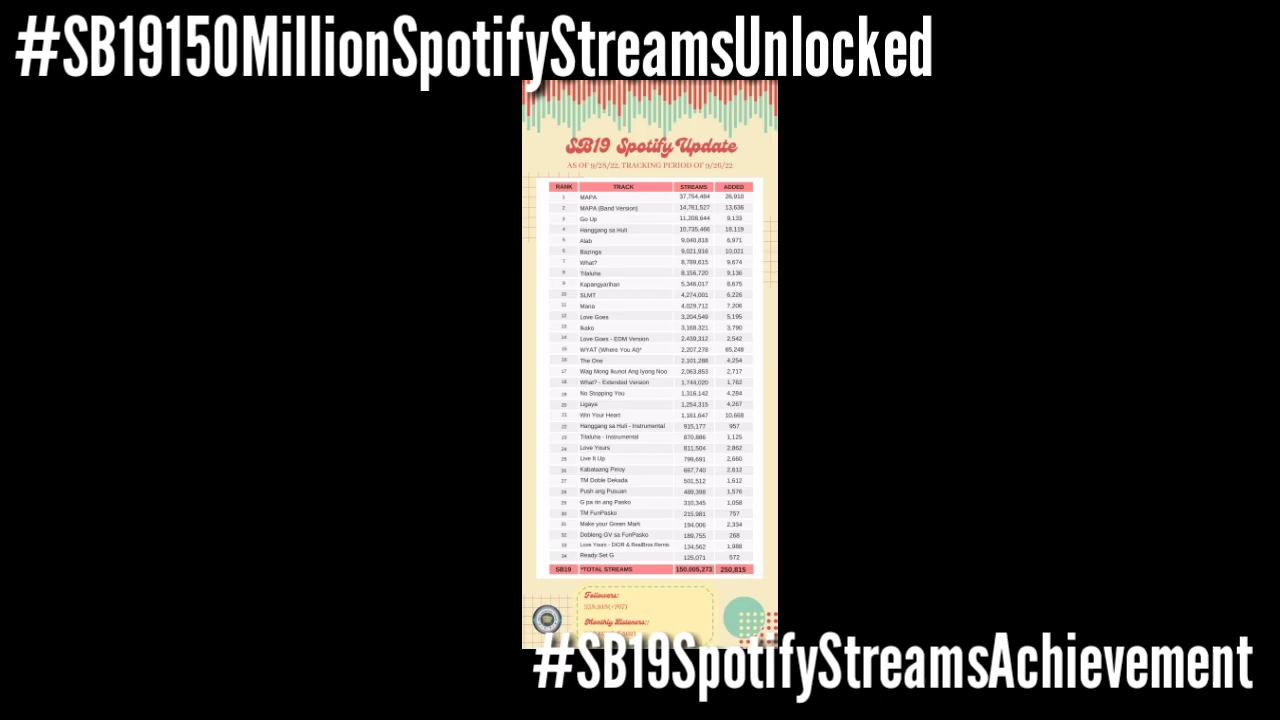 #SB19150MillionSpotifyStreamsUnlocked
SB19 Spotify Update
AS OF 9/28/22, TRACKING PERIOD OF 9/26/22
RANK TRACK STREAMS ADDED
1 MAPA 37,754,484 26,910
2 MAPA (Band Version) 14,761,527 13,636
3 Go Up 11,208,644 9,133
4 Hanggang sa Huli 10,735,466 18,119
5 Alab 9,040,818 6,971
6 Bazinga 9,021,916 10,021
7 What? 8,789,615 9,674
8 Tilaluha 8,156,720 9,136
9 Kapangyarihan 5,346,017 8,675
10 SLMT 4,274,001 6,226
11 Mana 4,029,712 7,206
12 Love Goes 3,204,549 5,195
13 Ikako 3,168,321 3,790
14 Love Goes - EDM Version 2,439,312 2,542
15 WYAT (Where You At)* 2,207,278 65,248
16 The One 2,101,288 4,254
17 Wag Mong Ikunot Ang Iyong Noo 2,063,853 2,717
18 What? - Extended Version 1,744,020 1,762
19 No Stopping You 1,316,142 4,284
20 Ligaya 1,254,315 4,267
21 Win Your Heart 1,161,647 10,668
22 Hanggang sa Huli - Instrumental 915,177 957
23 Tilaluha - Instrumental 870,886 1,125
24 Love Yours 811,504 2,862
25 Live It Up 799,691 2,660
26 Kabataang Pinoy 667,740 2,612
27 TM Doble Dekada 501,512 1,612
28 Push ang Pusuan 489,398 1,576
29 G pa rin ang Pasko 310,345 1,058
30 TM FunPasko 215,981 757
31 Make your Green Mark 194,006 2,334
32 Dobleng GV sa FunPasko 189,755 268
33 Love Yours - DIOR & RealBros Remix 134,562 1,988
34 Ready Set G 125,071 572
SB19 *TOTAL STREAMS 150,005,273 250,815
Followers:
Monthly Listeners::
#SB19SpotifyStreamsAchievement